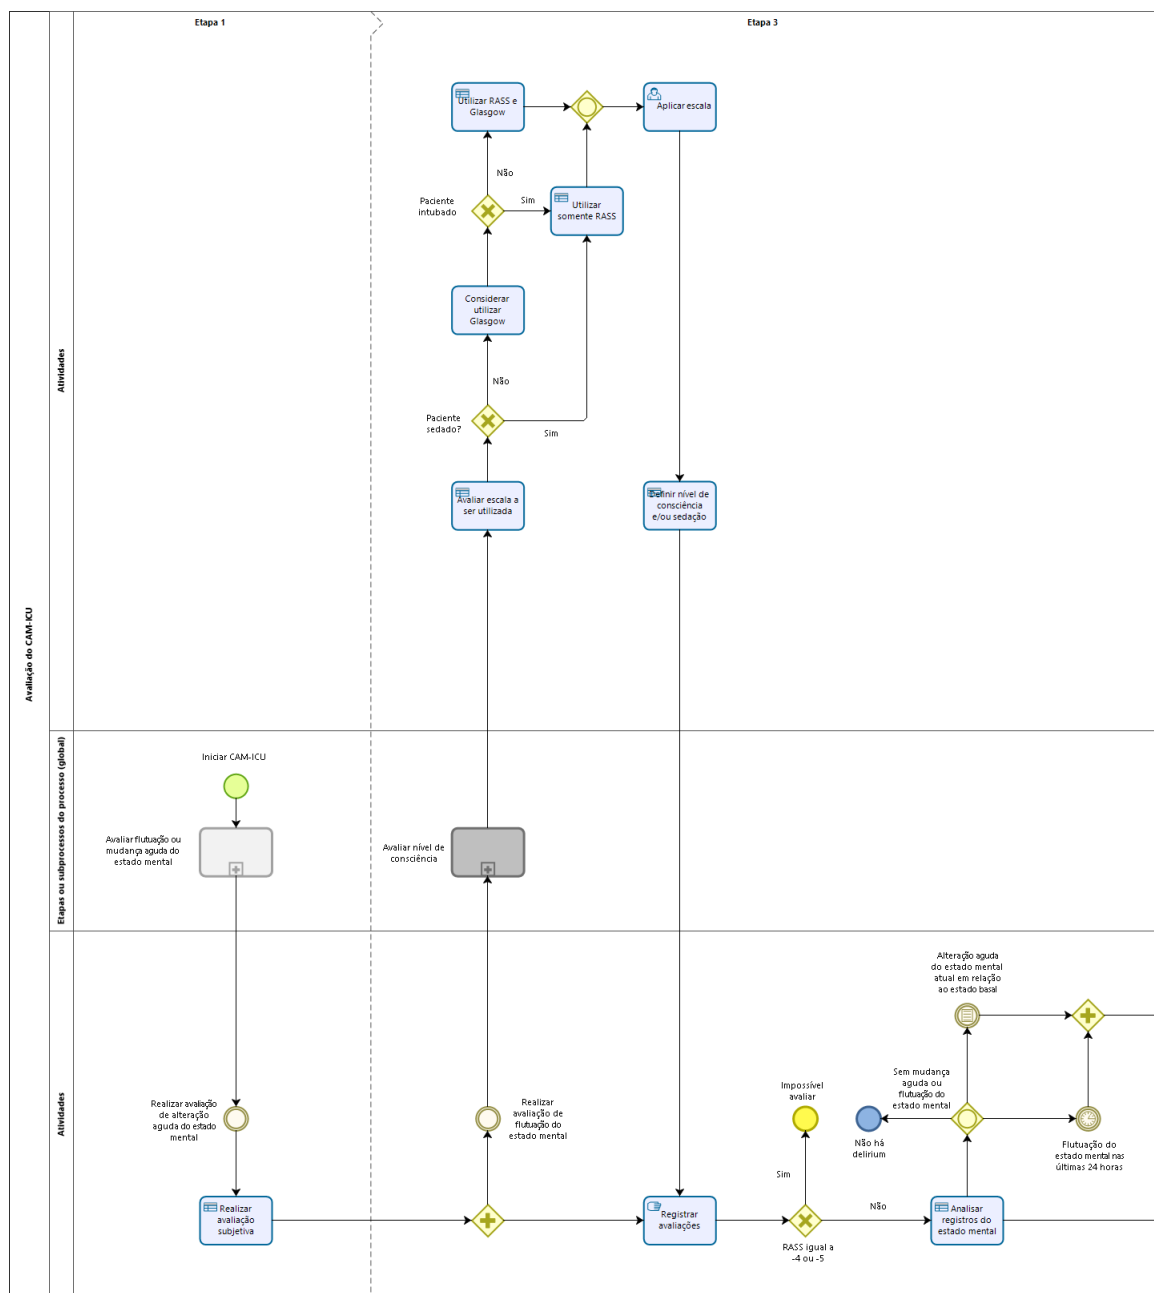 Etapa 1
Etapa 3
Avaliação do CAM-ICU
Atividades
Utilizar RASS e
Glasgow
Aplicar escala
Não
Paciente
intubado
Sim
Utilizar
somente RASS
Considerar
utilizar
Glasgow
Não
Paciente
sedado?
Sim
Avaliar escala a
ser utilizada
Definir nível de
consciência
e/ou sedação
Etapas ou subprocessos do processo (global)
Iniciar CAM-ICU
Avaliar flutuação ou
mudança aguda do
estado mental
Avaliar nível de
consciência
Atividades
Alteração aguda
do estado mental
atual em relação
ao estado basal
Realizar avaliação
de alteração
aguda do estado
mental
Realizar
avaliação de
flutuação do
estado mental
Impossível
avaliar
Sem mudança
aguda ou
flutuação do
estado mental
Não há
delirium
Flutuação do
estado mental nas
últimas 24 horas
Sim
Realizar
avaliação
subjetiva
Registrar
avaliações
Não
RASS igual a
-4 ou -5
Analisar
registros do
estado mental